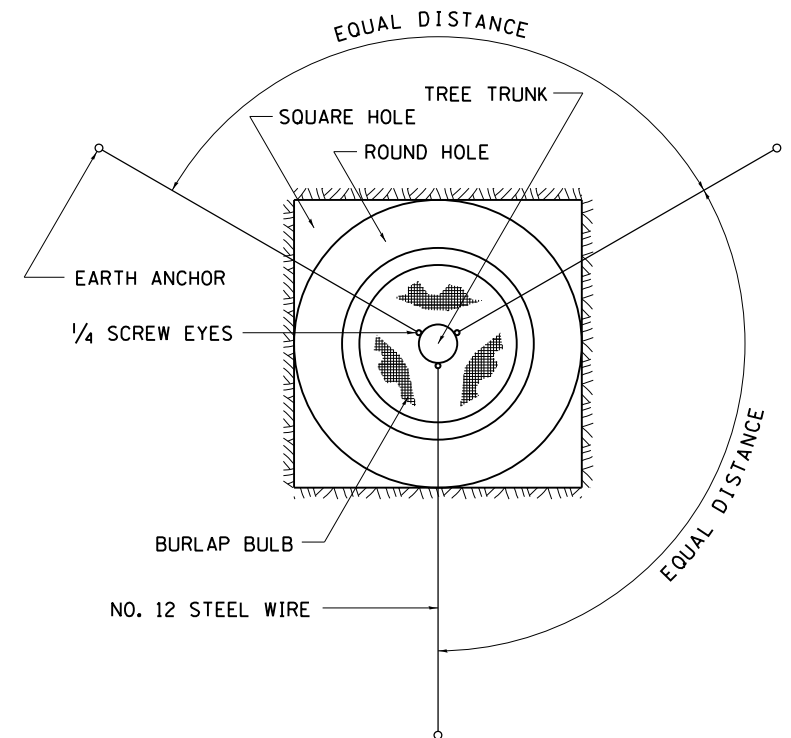 EQUAL DISTANCE
TREE TRUNK
SQUARE HOLE
ROUND HOLE
EARTH ANCHOR
1/4 SCREW EYES
EQUAL DISTANCE
BURLAP BULB
NO. 12 STEEL WIRE